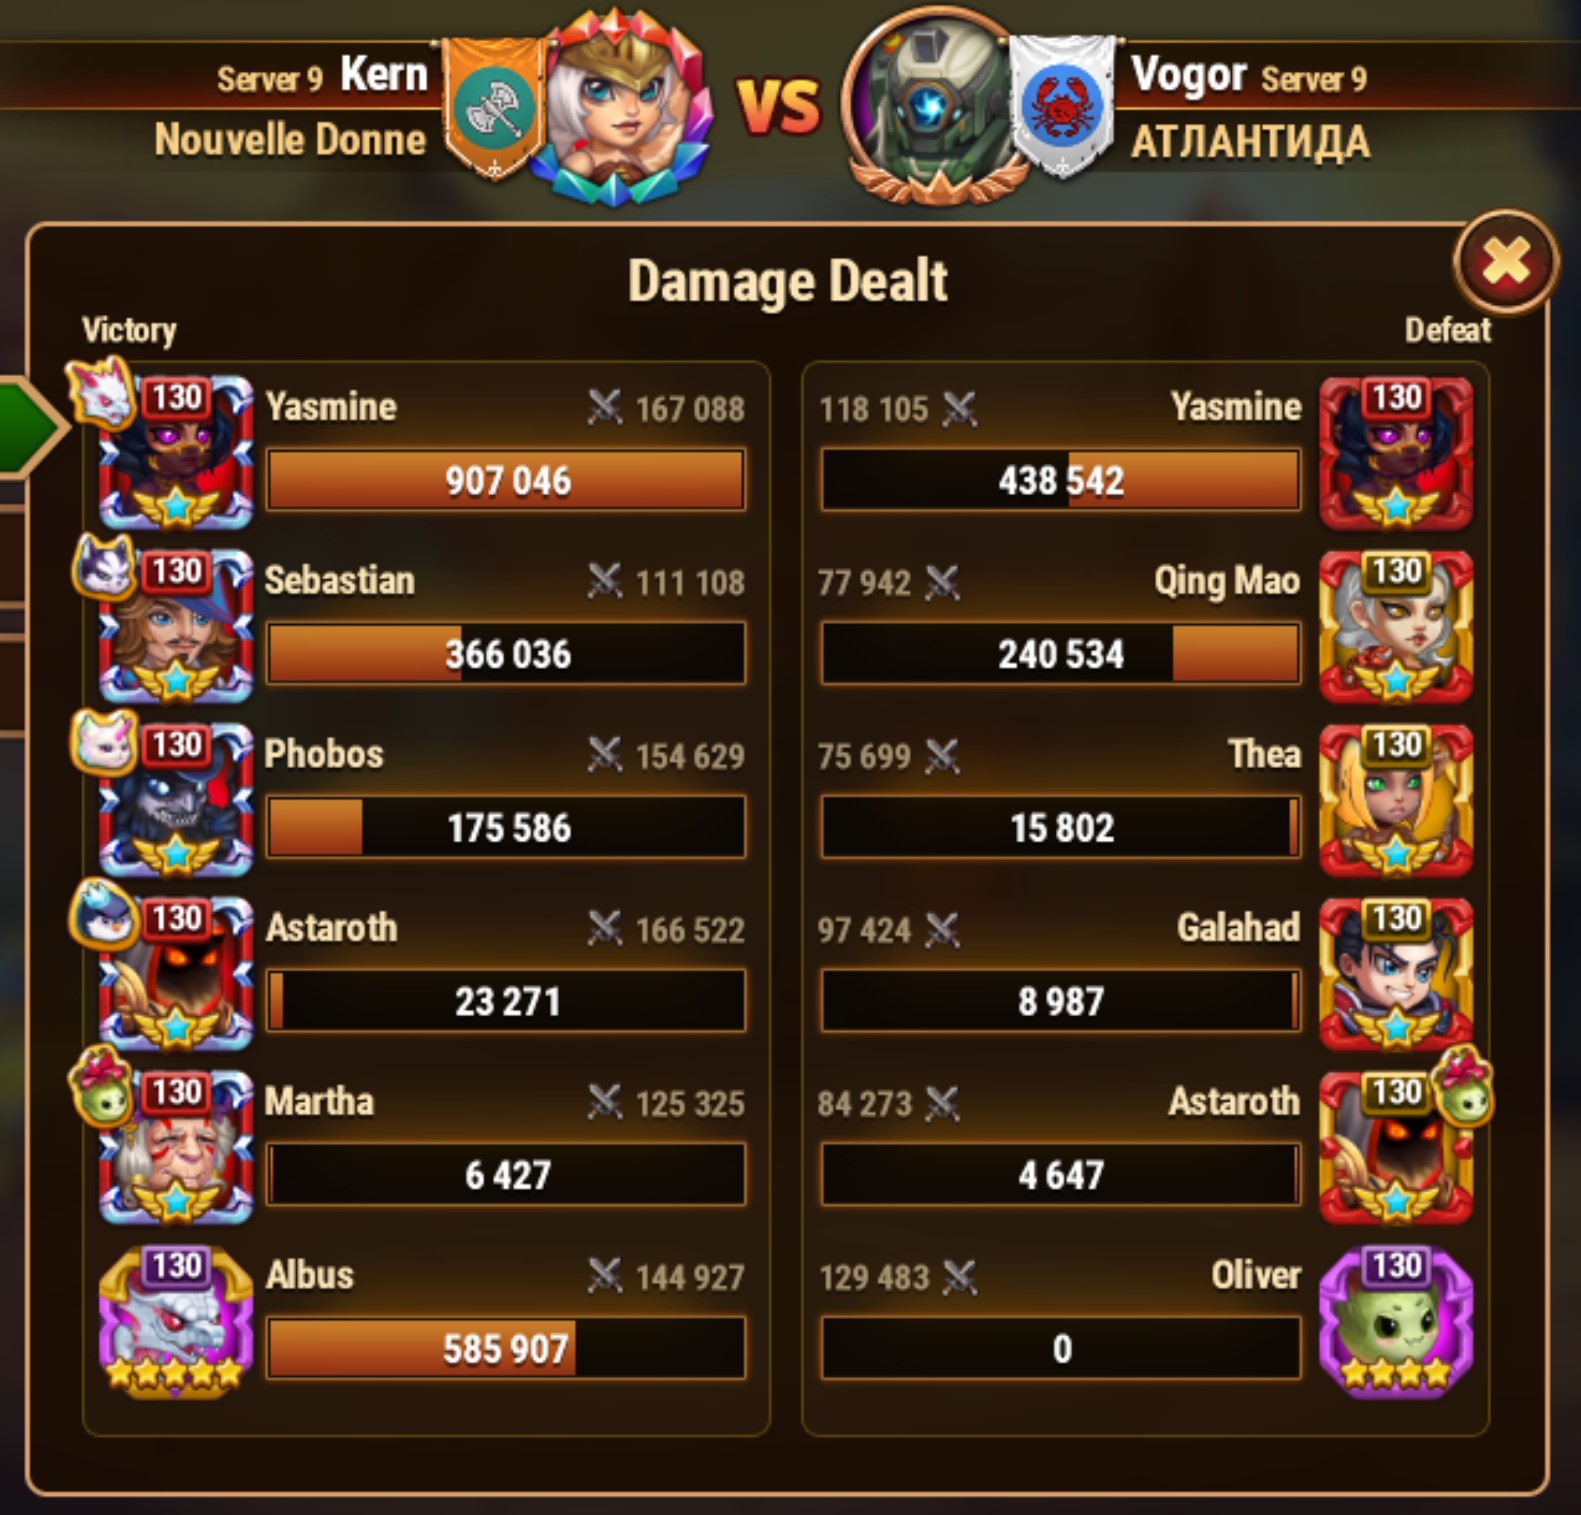 Server 9 Kern
Nouvelle Donne
VS
Vogor Server 9
АТЛАНТИДА
Damage Dealt
Victory
Defeat
130
Yasmine
167 088
907 046
118 105
Yasmine
130
438 542
130
Sebastian
111 108
366 036
77 942
Qing Mao
130
240 534
130
Phobos
154 629
175 586
75 699
Thea
130
15 802
130
Astaroth
166 522
23 271
97 424
Galahad
130
8 987
130
Martha
125 325
6 427
84 273
Astaroth
130
4 647
130
Albus
144 927
585 907
129 483
Oliver
130
0